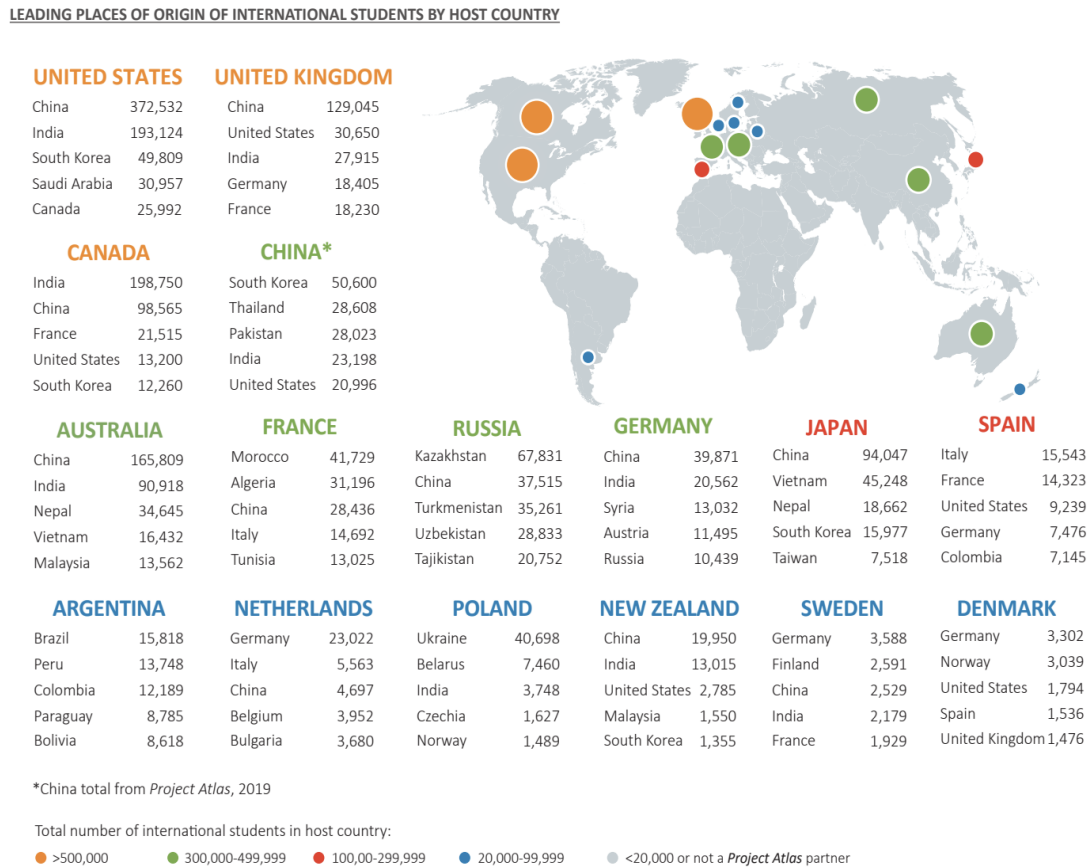 LEADING PLACES OF ORIGIN OF INTERNATIONAL STUDENTS BY HOST COUNTRY
UNITED STATES
China 372,532
India 193,124
South Korea 49,809
Saudi Arabia 30,957
Canada 25,992
UNITED KINGDOM
China 129,045
United States 30,650
India 27,915
Germany 18,405
France 18,230
CANADA
India 198,750
China 98,565
France 21,515
United States 13,200
South Korea 12,260
CHINA*
South Korea 50,600
Thailand 28,608
Pakistan 28,023
India 23,198
United States 20,996
AUSTRALIA
China 165,809
India 90,918
Nepal 34,645
Vietnam 16,432
Malaysia 13,562
FRANCE
Morocco 41,729
Algeria 31,196
China 28,436
Italy 14,692
Tunisia 13,025
RUSSIA
Kazakhstan 67,831
China 37,515
Turkmenistan 35,261
Uzbekistan 28,833
Tajikistan 20,752
GERMANY
China 39,871
India 20,562
Syria 13,032
Austria 11,495
Russia 10,439
JAPAN
China 94,047
Vietnam 45,248
Nepal 18,662
South Korea 15,977
Taiwan 7,518
SPAIN
Italy 15,543
France 14,323
United States 9,239
Germany 7,476
Colombia 7,145
ARGENTINA
Brazil 15,818
Peru 13,748
Colombia 12,189
Paraguay 8,785
Bolivia 8,618
NETHERLANDS
Germany 23,022
Italy 5,563
China 4,697
Belgium 3,952
Bulgaria 3,680
POLAND
Ukraine 40,698
Belarus 7,460
India 3,748
Czechia 1,627
Norway 1,489
NEW ZEALAND
China 19,950
India 13,015
United States 2,785
Malaysia 1,550
South Korea 1,355
SWEDEN
Germany 3,588
Finland 2,591
China 2,529
India 2,179
France 1,929
DENMARK
Germany 3,302
Norway 3,039
United States 1,794
Spain 1,536
United Kingdom 1,476
*China total from Project Atlas, 2019
Total number of international students in host country:
>500,000 300,000-499,999 100,00-299,999 20,000-99,999 <20,000 or not a Project Atlas partner